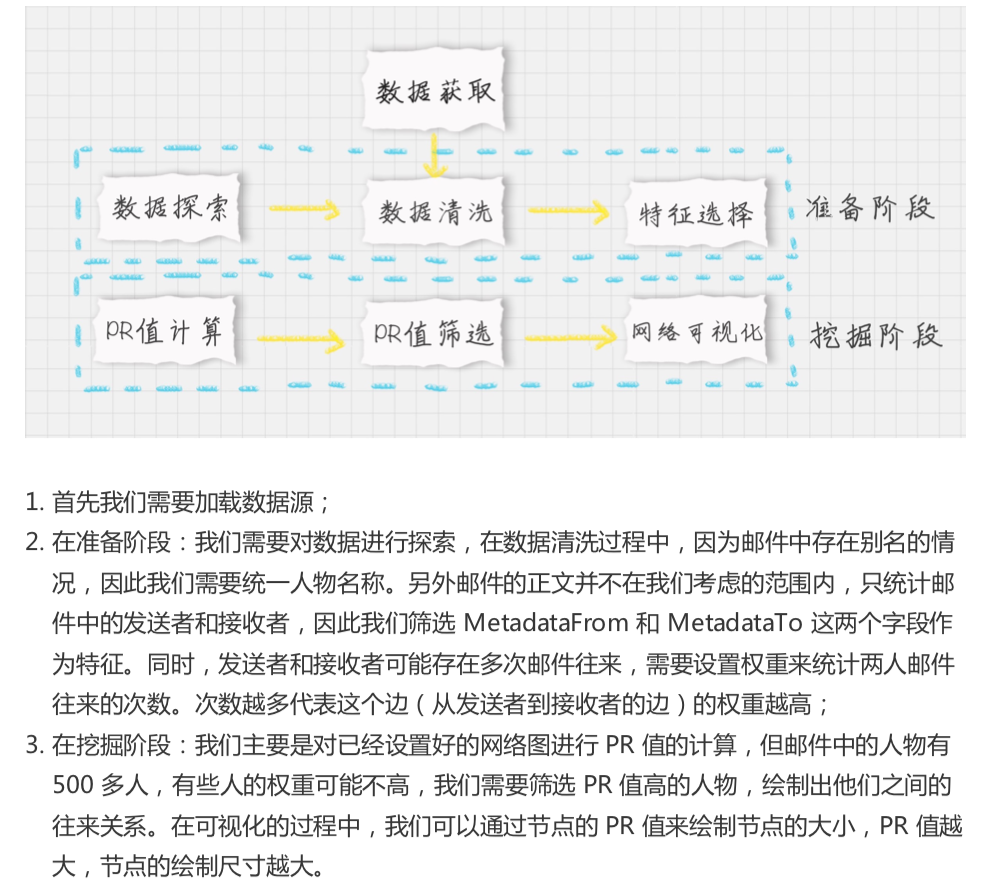 数据获取
数据探索
数据清洗
特征选择
准备阶段
PR值计算
PR值筛选
网络可视化
挖掘阶段
1. 首先我们需要加载数据源；
2. 在准备阶段：我们需要对数据进行探索，在数据清洗过程中，因为邮件中存在别名的情
况，因此我们需要统一人物名称。另外邮件的正文并不在我们考虑的范围内，只统计邮
件中的发送者和接收者，因此我们筛选 MetadataFrom 和 MetadataTo 这两个字段作
为特征。同时，发送者和接收者可能存在多次邮件往来，需要设置权重来统计两人邮件
往来的次数。次数越多代表这个边（从发送者到接收者的边）的权重越高；
3. 在挖掘阶段：我们主要是对已经设置好的网络图进行 PR 值的计算，但邮件中的人物有
500 多人，有些人的权重可能不高，我们需要筛选 PR 值高的人物，绘制出他们之间的
往来关系。在可视化的过程中，我们可以通过节点的 PR 值来绘制节点的大小，PR 值越
大，节点的绘制尺寸越大。